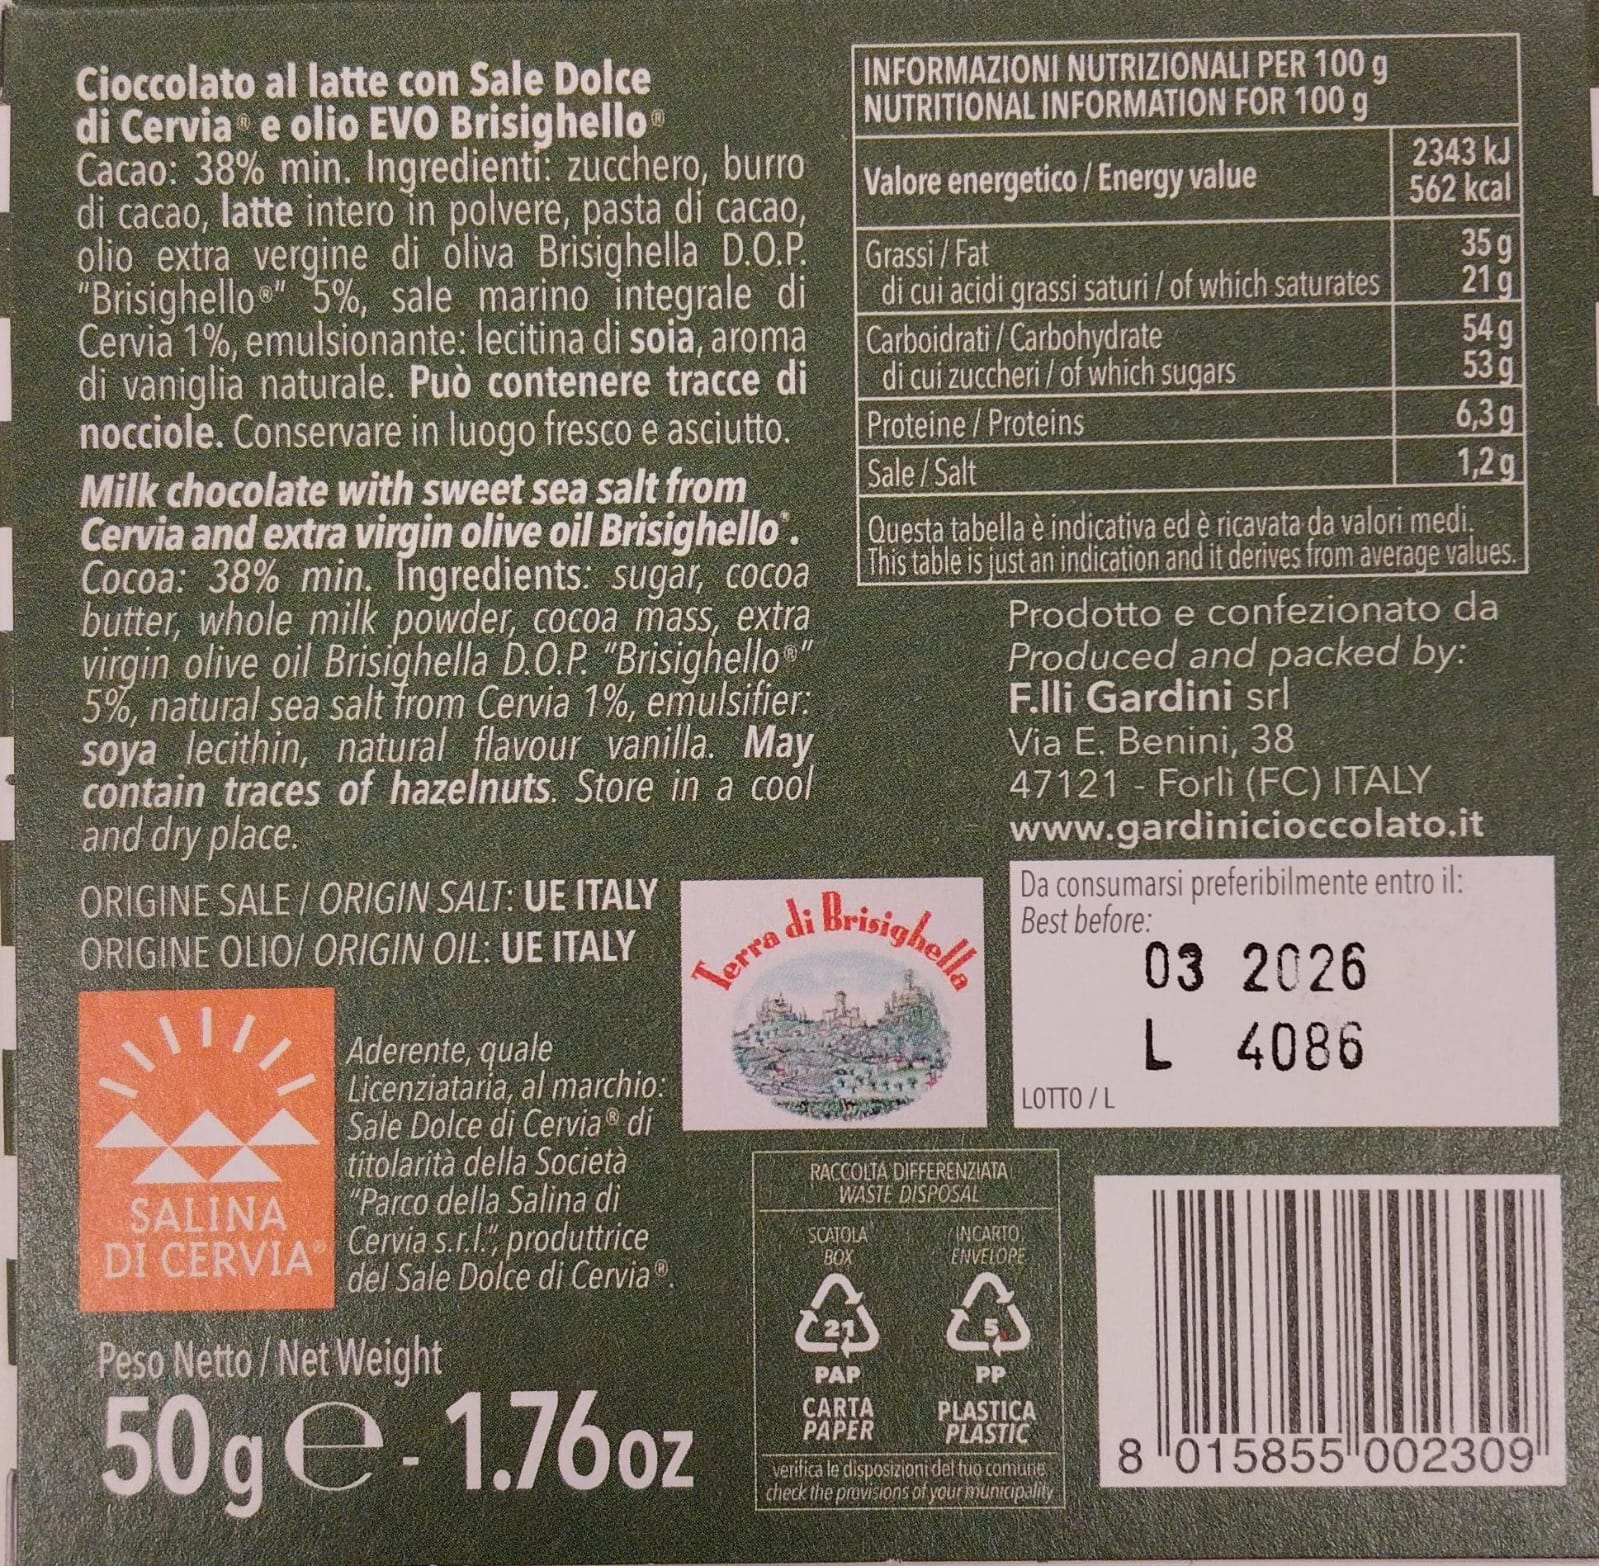 Cioccolato al latte con Sale Dolce
di Cervia® e olio EVO Brisighello®
Cacao: 38% min. Ingredienti: zucchero, burro
di cacao, latte intero in polvere, pasta di cacao,
olio extra vergine di oliva Brisighella D.O.P.
"Brisighello®" 5%, sale marino integrale di
Cervia 1%, emulsionante: lecitina di soia, aroma
di vaniglia naturale. Può contenere tracce di
nocciole. Conservare in luogo fresco e asciutto.
Milk chocolate with sweet sea salt from
Cervia and extra virgin olive oil Brisighello®.
Cocoa: 38% min. Ingredients: sugar, cocoa
butter, whole milk powder, cocoa mass, extra
virgin olive oil Brisighella D.O.P. "Brisighello®"
5%, natural sea salt from Cervia 1%, emulsifier:
soya lecithin, natural flavour vanilla. May
contain traces of hazelnuts. Store in a cool
and dry place.
ORIGINE SALE / ORIGIN SALT: UE ITALY
ORIGINE OLIO/ ORIGIN OIL: UE ITALY
SALINA
DI CERVIA®
Aderente, quale
Licenziataria, al marchio:
Sale Dolce di Cervia® di
titolarità della Società
"Parco della Salina di
Cervia s.r.l.", produttrice
del Sale Dolce di Cervia®.
Peso Netto / Net Weight
50 g e - 1.76 oz
INFORMAZIONI NUTRIZIONALI PER 100 g
NUTRITIONAL INFORMATION FOR 100 g
Valore energetico / Energy value 2343 kJ
562 kcal
Grassi / Fat 35 g
di cui acidi grassi saturi / of which saturates 21 g
Carboidrati / Carbohydrate 54 g
di cui zuccheri / of which sugars 53 g
Proteine / Proteins 6,3 g
Sale / Salt 1,2 g
Questa tabella è indicativa ed è ricavata da valori medi.
This table is just an indication and it derives from average values.
Prodotto e confezionato da
Produced and packed by:
F.lli Gardini srl
Via E. Benini, 38
47121 - Forlì (FC) ITALY
www.gardinicioccolato.it
Terra di Brisighella
Da consumarsi preferibilmente entro il:
Best before:
03 2026
L 4086
LOTTO / L
RACCOLTA DIFFERENZIATA
WASTE DISPOSAL
SCATOLA
BOX
21
PAP
CARTA
PAPER
INCARTO
ENVELOPE
5
PP
PLASTICA
PLASTIC
verifica le disposizioni del tuo comune
check the provisions of your municipality
8 015855 002309